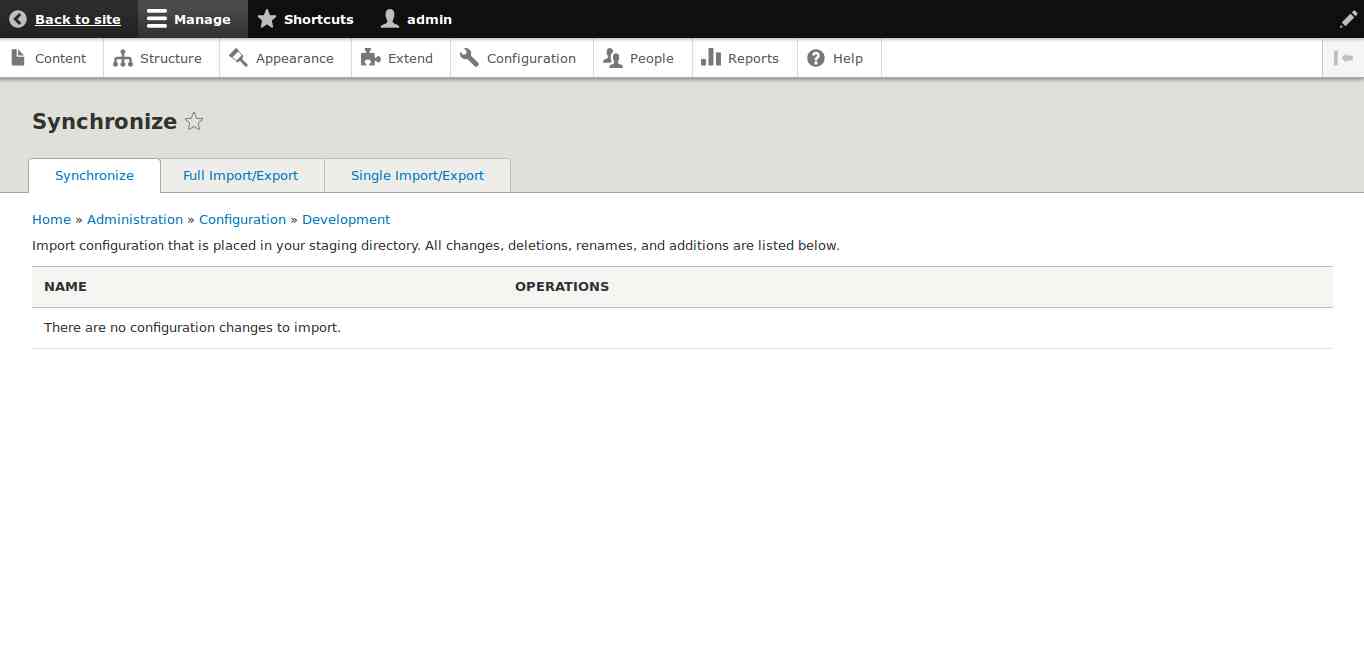 Back to site Manage Shortcuts admin
Content Structure Appearance Extend Configuration People Reports Help
Synchronize
Synchronize Full Import/Export Single Import/Export
Home » Administration » Configuration » Development
Import configuration that is placed in your staging directory. All changes, deletions, renames, and additions are listed below.
NAME OPERATIONS
There are no configuration changes to import.